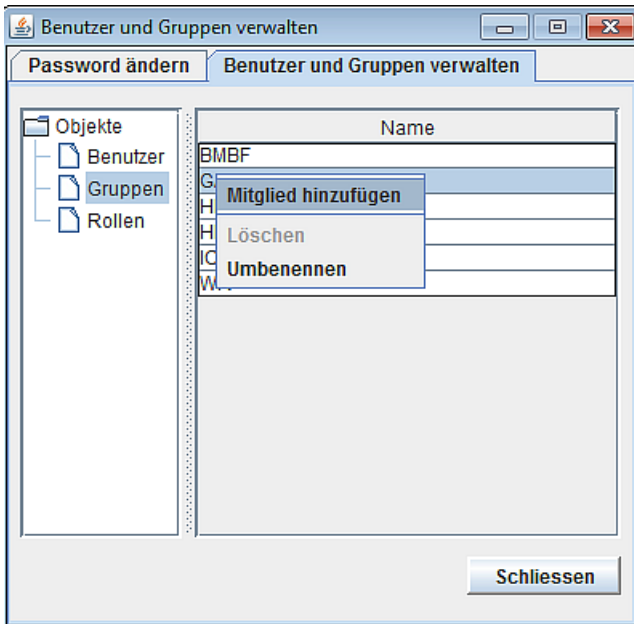 Benutzer und Gruppen verwalten
Password ändern
Benutzer und Gruppen verwalten
Objekte
Benutzer
Gruppen
Rollen
Name
BMBF
Mitglied hinzufügen
Löschen
Umbenennen
Schliessen